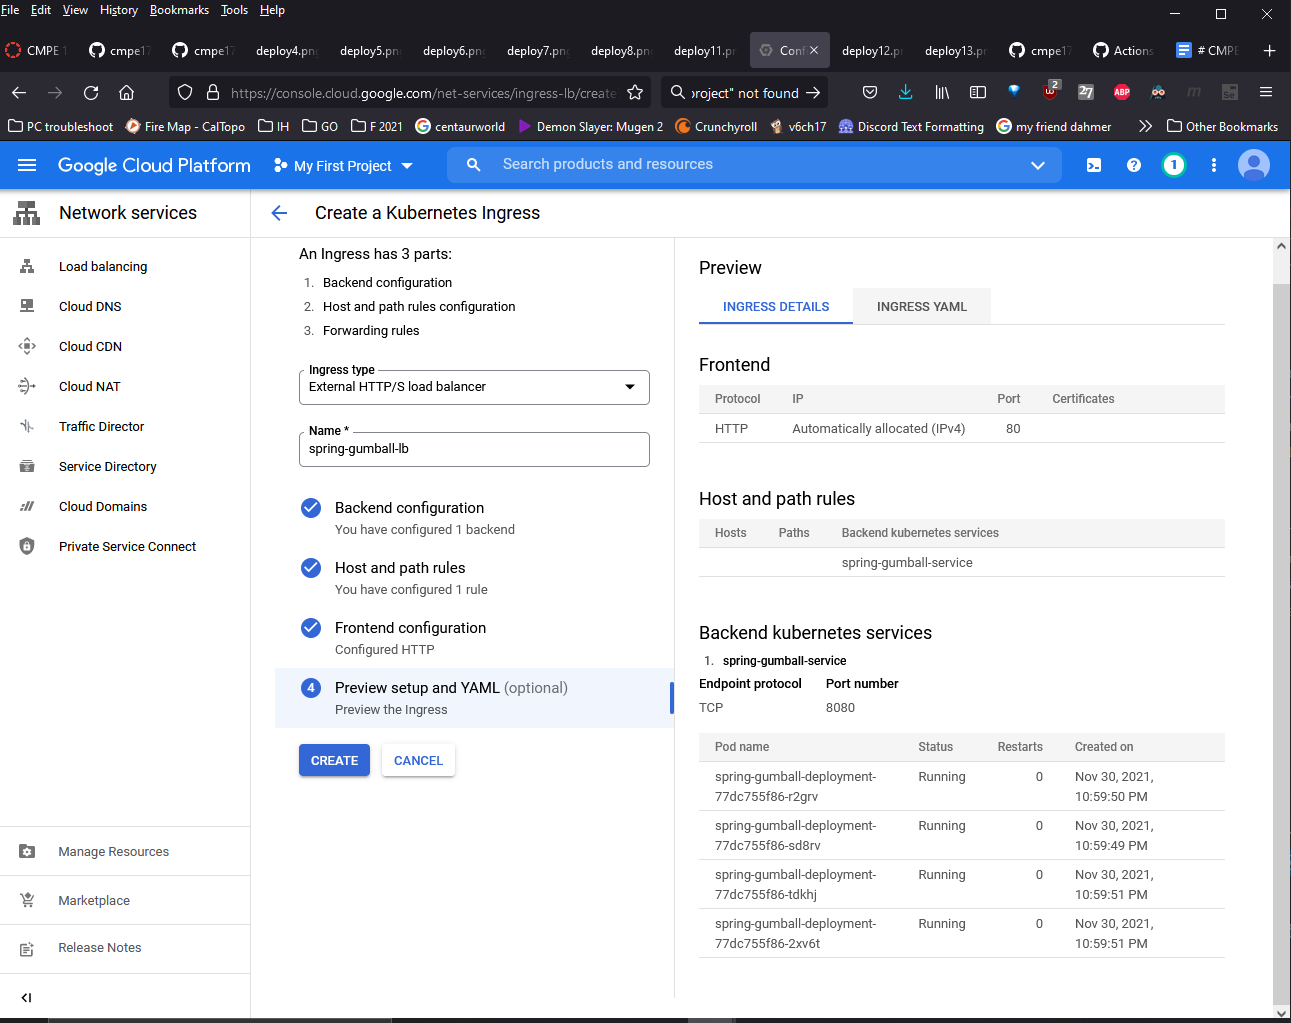 File Edit View History Bookmarks Tools Help
CMPE 1 cmpe17 cmpe17 deploy4.png deploy5.png deploy6.png deploy7.png deploy8.png deploy11.pn Conf deploy12.pn deploy13.pn cmpe17 Actions # CMPE
https://console.cloud.google.com/net-services/ingress-lb/create project" not found 2 27 ABP
PC troubleshoot Fire Map - CalTopo IH GO F 2021 centaurworld Demon Slayer: Mugen 2 Crunchyroll v6ch17 Discord Text Formatting my friend dahmer Other Bookmarks
Google Cloud Platform My First Project Search products and resources 1
Network services
Load balancing
Cloud DNS
Cloud CDN
Cloud NAT
Traffic Director
Service Directory
Cloud Domains
Private Service Connect
Manage Resources
Marketplace
Release Notes
Create a Kubernetes Ingress
An Ingress has 3 parts:
1. Backend configuration
2. Host and path rules configuration
3. Forwarding rules
Ingress type
External HTTP/S load balancer
Name *
spring-gumball-lb
Backend configuration
You have configured 1 backend
Host and path rules
You have configured 1 rule
Frontend configuration
Configured HTTP
4 Preview setup and YAML (optional)
Preview the Ingress
CREATE CANCEL
Preview
INGRESS DETAILS INGRESS YAML
Frontend
Protocol IP Port Certificates
HTTP Automatically allocated (IPv4) 80
Host and path rules
Hosts Paths Backend kubernetes services
spring-gumball-service
Backend kubernetes services
1. spring-gumball-service
Endpoint protocol Port number
TCP 8080
Pod name Status Restarts Created on
spring-gumball-deployment- Running 0 Nov 30, 2021,
77dc755f86-r2grv 10:59:50 PM
spring-gumball-deployment- Running 0 Nov 30, 2021,
77dc755f86-sd8rv 10:59:49 PM
spring-gumball-deployment- Running 0 Nov 30, 2021,
77dc755f86-tdkhj 10:59:51 PM
spring-gumball-deployment- Running 0 Nov 30, 2021,
77dc755f86-2xv6t 10:59:51 PM